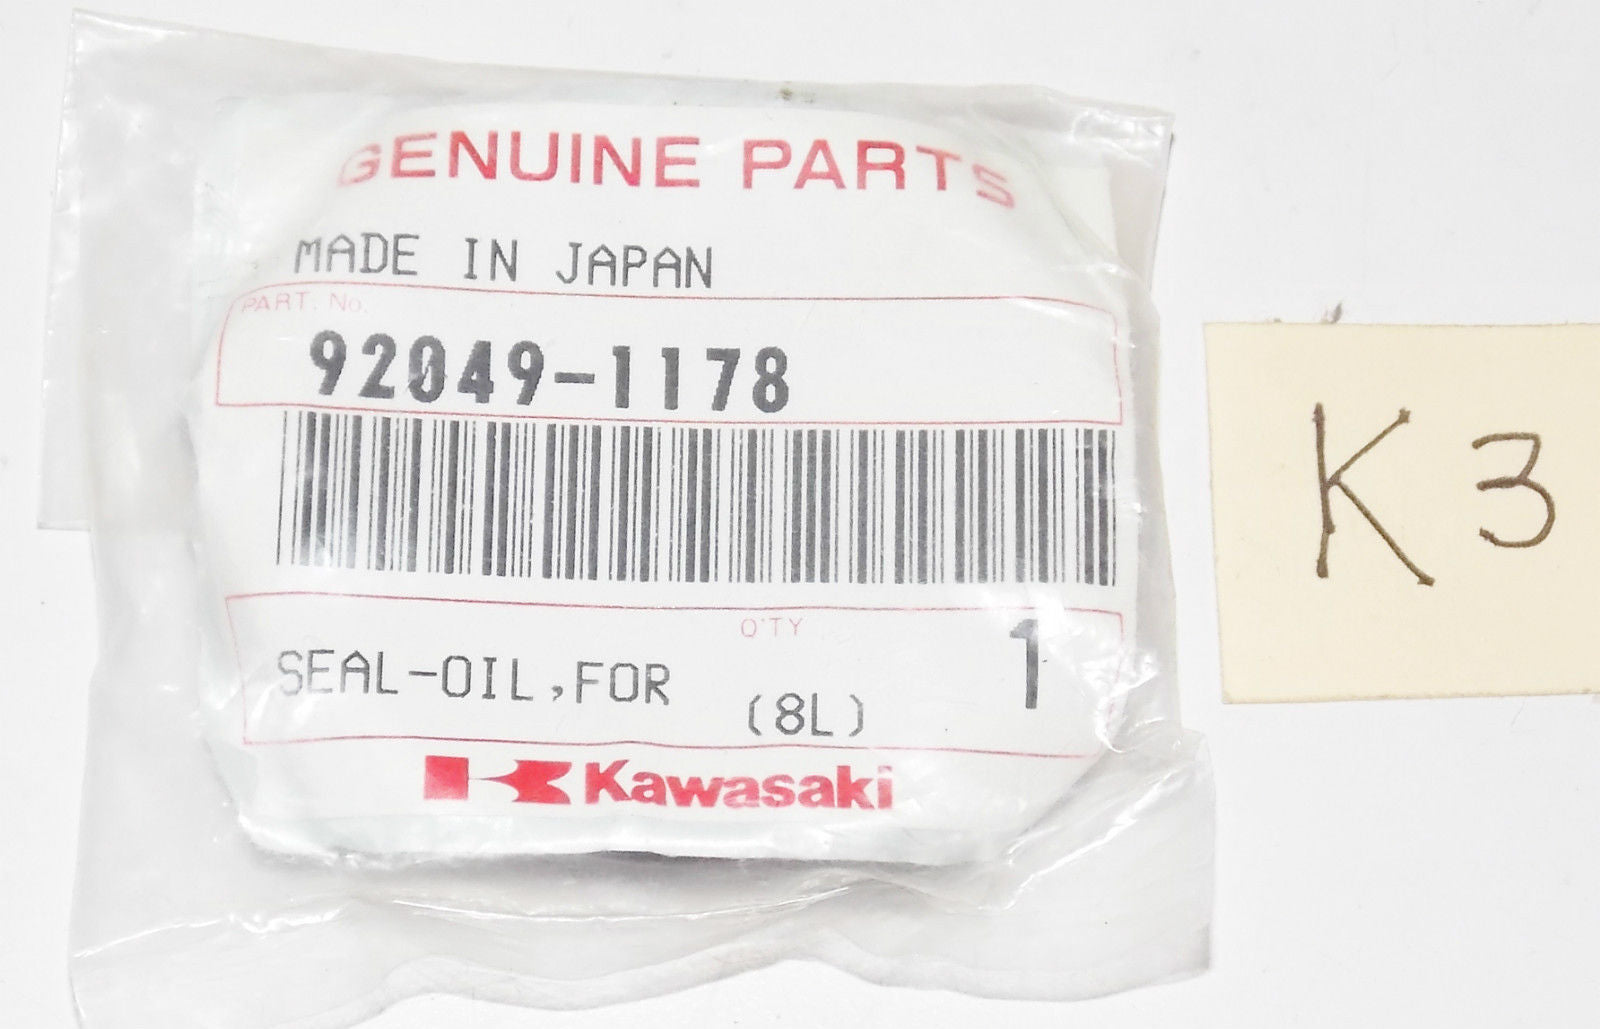 GENUINE PARTS
MADE IN JAPAN
PART. No.
92049-1178
Q'TY
SEAL-OIL,FOR
(8L)
1
Kawasaki
K3